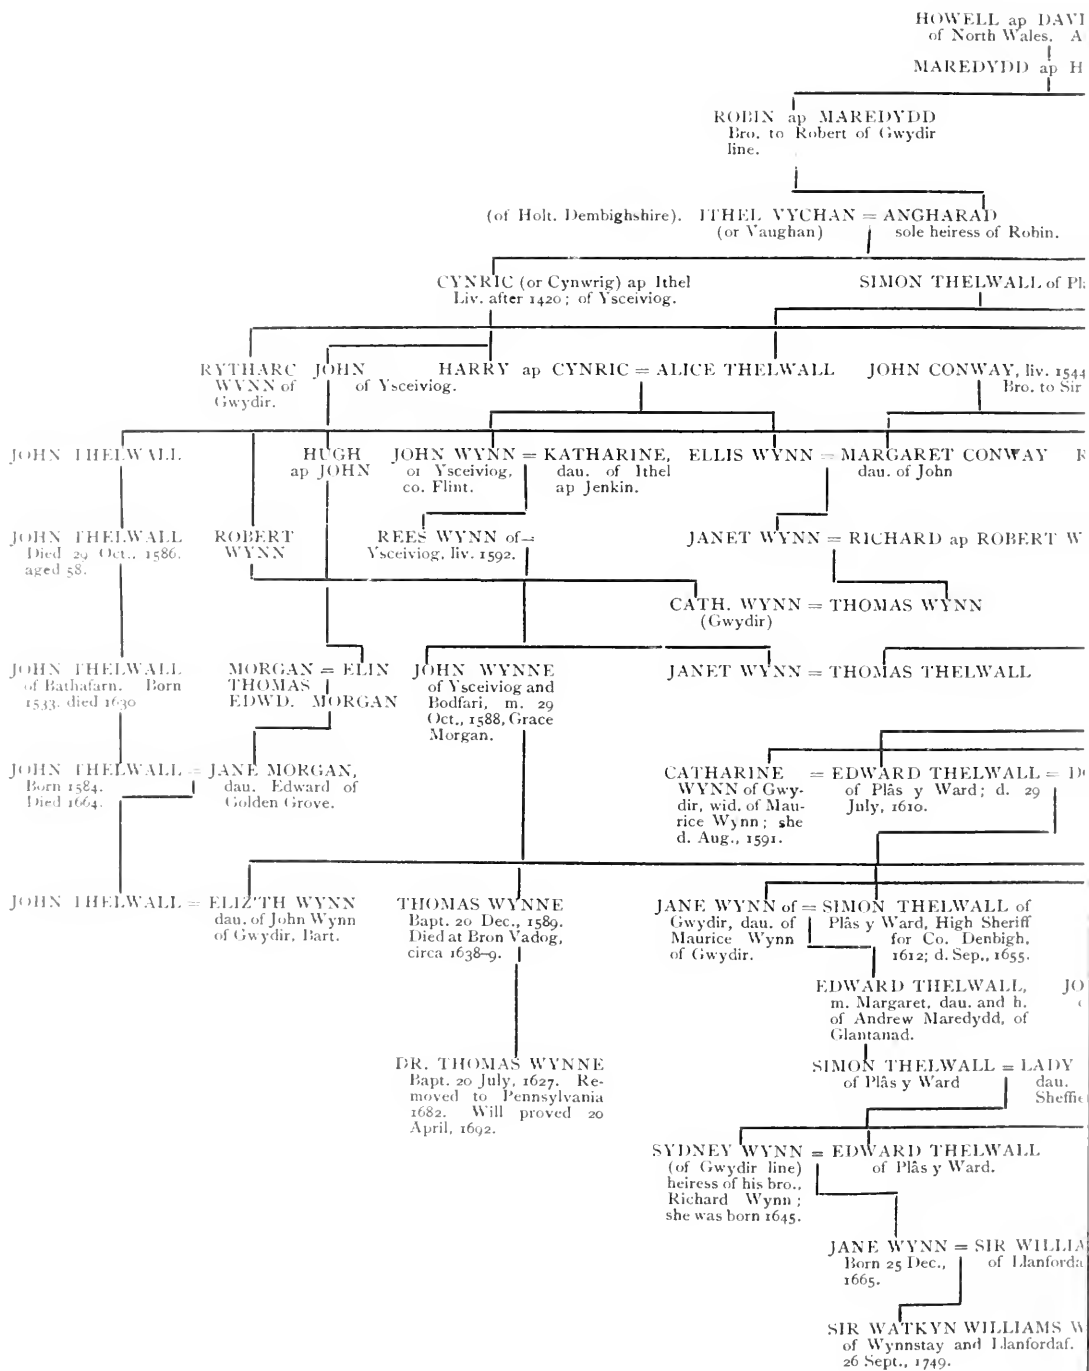 HOWELL ap DAVI
of North Wales, A
MAREDYDD ap H
ROBIN ap MAREDYDD
Bro. to Robert of Gwydir
line.
(of Holt. Dembighshire). ITHEL VYCHAN = ANGHARAD
(or Vaughan) sole heiress of Robin.
CYNRIC (or Cynwrig) ap Ithel
Liv. after 1420; of Ysceiviog.
SIMON THELWALL of Plâ
RYTHARC
WYNN of
Gwydir.
JOHN
of Ysceiviog.
HARRY ap CYNRIC = ALICE THELWALL
JOHN CONWAY, liv. 1544
Bro. to Sir
JOHN THELWALL
HUGH
ap JOHN
JOHN WYNN = KATHARINE,
of Ysceiviog,
co. Flint.
dau. of Ithel
ap Jenkin.
ELLIS WYNN = MARGARET CONWAY
dau. of John
R
JOHN THELWALL
Died 29 Oct., 1586.
aged 58.
ROBERT
WYNN
REES WYNN of =
Ysceiviog, liv. 1592.
JANET WYNN = RICHARD ap ROBERT W
CATH. WYNN = THOMAS WYNN
(Gwydir)
JOHN THELWALL
of Bathafarn. Born
1533. died 1630
MORGAN = ELIN
THOMAS
EDWD. MORGAN
JOHN WYNNE
of Ysceiviog and
Bodfari, m. 29
Oct., 1588, Grace
Morgan.
JANET WYNN = THOMAS THELWALL
JOHN THELWALL = JANE MORGAN,
Born 1584.
Died 1664.
dau. Edward of
Golden Grove.
CATHARINE = EDWARD THELWALL = D
WYNN of Gwy-
dir, wid. of Mau-
rice Wynn; she
d. Aug., 1591.
of Plâs y Ward; d. 29
July, 1610.
JOHN THELWALL = ELIZ'TH WYNN
dau. of John Wynn
of Gwydir, Bart.
THOMAS WYNNE
Bapt. 20 Dec., 1589.
Died at Bron Vadog,
circa 1638-9.
JANE WYNN of = SIMON THELWALL of
Gwydir, dau. of
Maurice Wynn
of Gwydir.
Plâs y Ward, High Sheriff
for Co. Denbigh,
1612; d. Sep., 1655.
EDWARD THELWALL,
m. Margaret, dau. and h.
of Andrew Maredydd, of
Glantanad.
JO
DR. THOMAS WYNNE
Bapt. 20 July, 1627. Re-
moved to Pennsylvania
1682. Will proved 20
April, 1692.
SIMON THELWALL = LADY
of Plâs y Ward
dau.
Sheffie
SYDNEY WYNN = EDWARD THELWALL
(of Gwydir line)
heiress of his bro.,
Richard Wynn;
she was born 1645.
of Plâs y Ward.
JANE WYNN = SIR WILLIA
Born 25 Dec.,
1665.
of Llanforda
SIR WATKYN WILLIAMS W
of Wynnstay and Llanfordaf.
26 Sept., 1749.